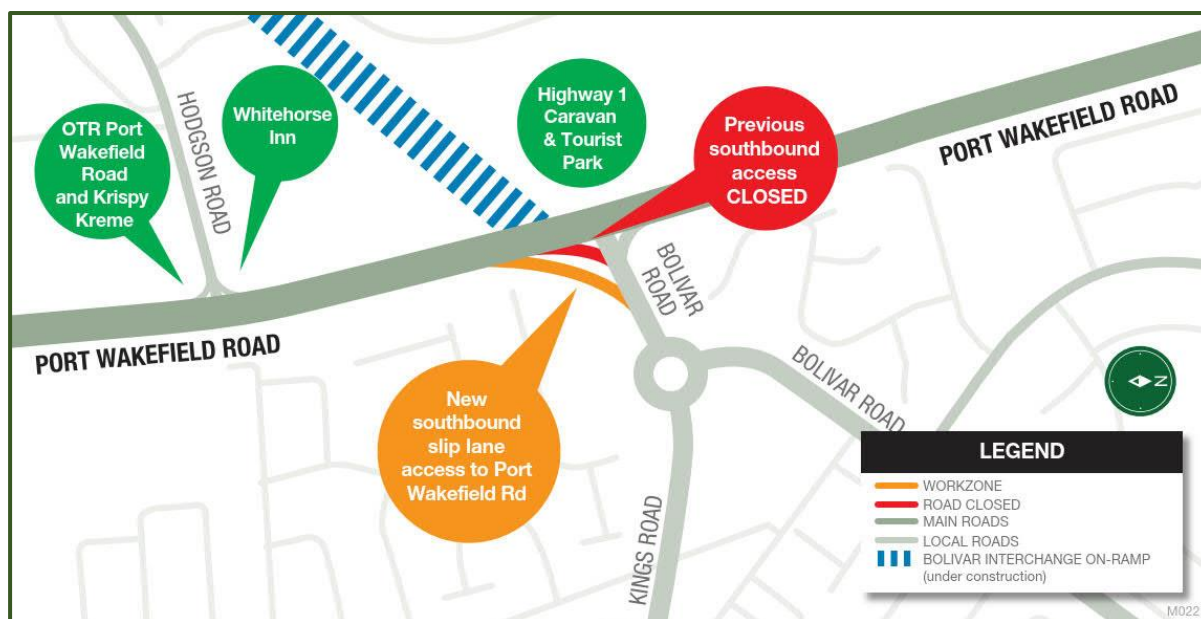 OTR Port
Wakefield
Road
and Krispy
Kreme
HODGSON ROAD
Whitehorse
Inn
Highway 1
Caravan
& Tourist
Park
Previous
southbound
access
CLOSED
PORT WAKEFIELD ROAD
PORT WAKEFIELD ROAD
BOLIVAR
ROAD
BOLIVAR ROAD
New
southbound
slip lane
access to Port
Wakefield Rd
KINGS ROAD
N
LEGEND
WORKZONE
ROAD CLOSED
MAIN ROADS
LOCAL ROADS
BOLIVAR INTERCHANGE ON-RAMP
(under construction)
M022